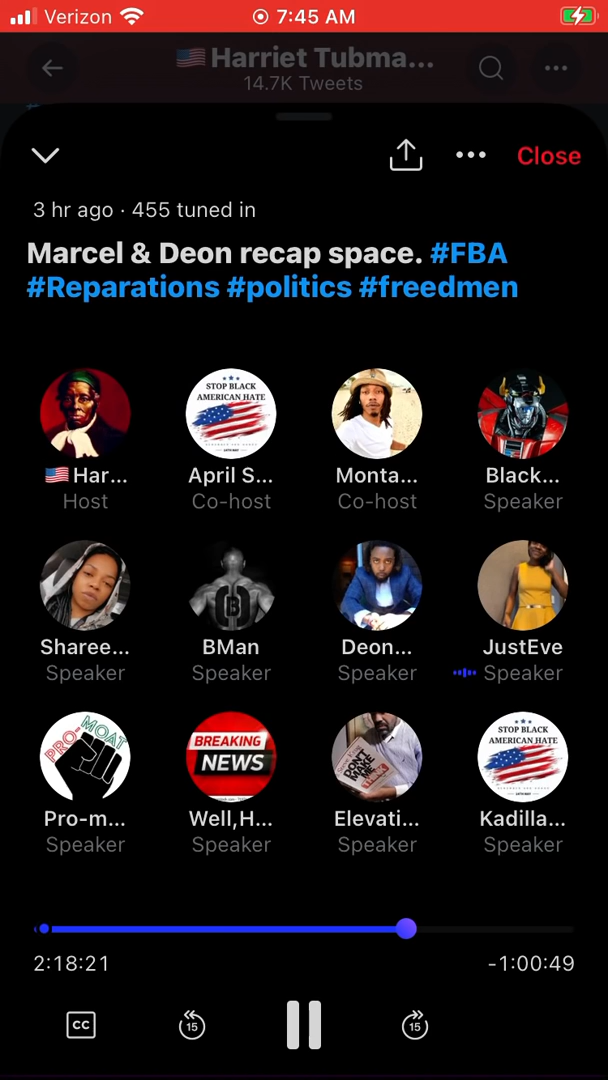 Verizon 7:45 AM
Harriet Tubma...
14.7K Tweets
Close
3 hr ago · 455 tuned in
Marcel & Deon recap space. #FBA
#Reparations #politics #freedmen
STOP BLACK
AMERICAN HATE
Har... April S... Monta... Black...
Host Co-host Co-host Speaker
Sharee... BMan Deon... JustEve
Speaker Speaker Speaker Speaker
PRO-MOAT
BREAKING
NEWS
DON'T
MAKE
ME
STOP BLACK
AMERICAN HATE
Pro-m... Well,H... Elevati... Kadilla...
Speaker Speaker Speaker Speaker
2:18:21 -1:00:49
CC 15 15